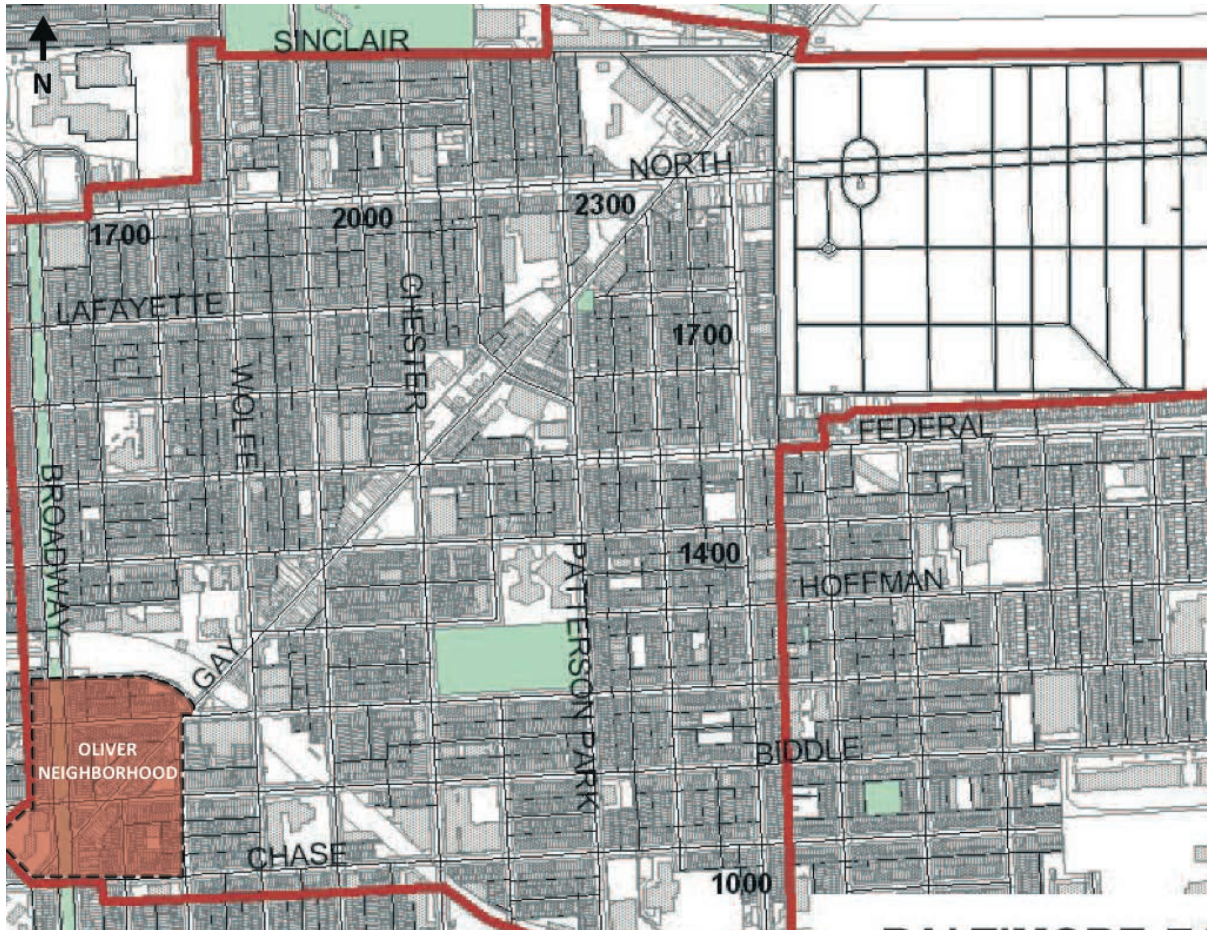 SINCLAIR
N
NORTH
1700
2000
2300
LAFAYETTE
CHESTER
1700
WOLFE
FEDERAL
BROADWAY
PATTERSON PARK
1400
HOFFMAN
GAY
OLIVER
NEIGHBORHOOD
BIDDLE
CHASE
1000